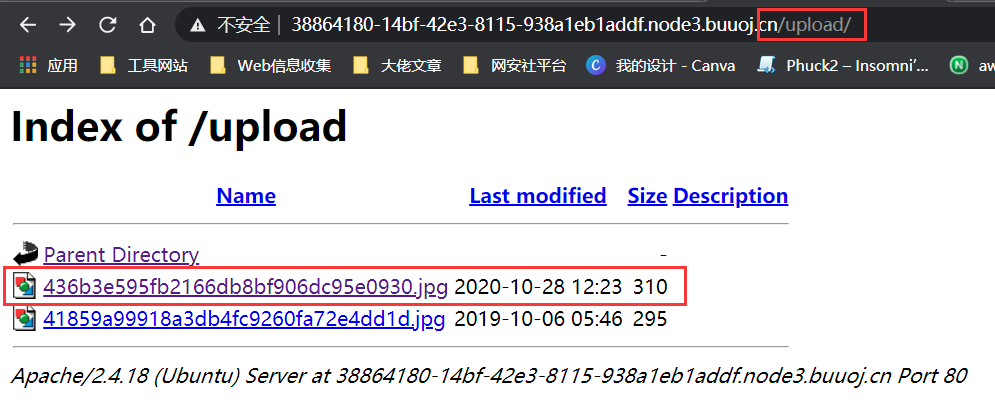 不安全 | 38864180-14bf-42e3-8115-938a1eb1addf.node3.buuoj.cn/upload/
应用 工具网站 Web信息收集 大佬文章 网安社平台 C 我的设计 - Canva Phuck2 – Insomni'... N aw
Index of /upload
Name Last modified Size Description
Parent Directory -
436b3e595fb2166db8bf906dc95e0930.jpg 2020-10-28 12:23 310
41859a99918a3db4fc9260fa72e4dd1d.jpg 2019-10-06 05:46 295
Apache/2.4.18 (Ubuntu) Server at 38864180-14bf-42e3-8115-938a1eb1addf.node3.buuoj.cn Port 80